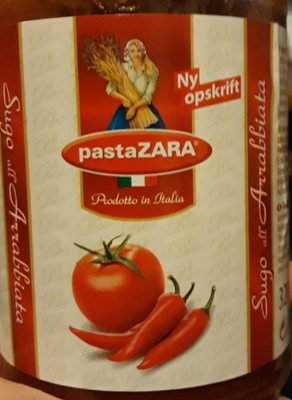 Ny
opskrift
pastaZARA®
Prodotto in Italia
Sugo all'Arrabbiata
Sugo all'Arrabbiata